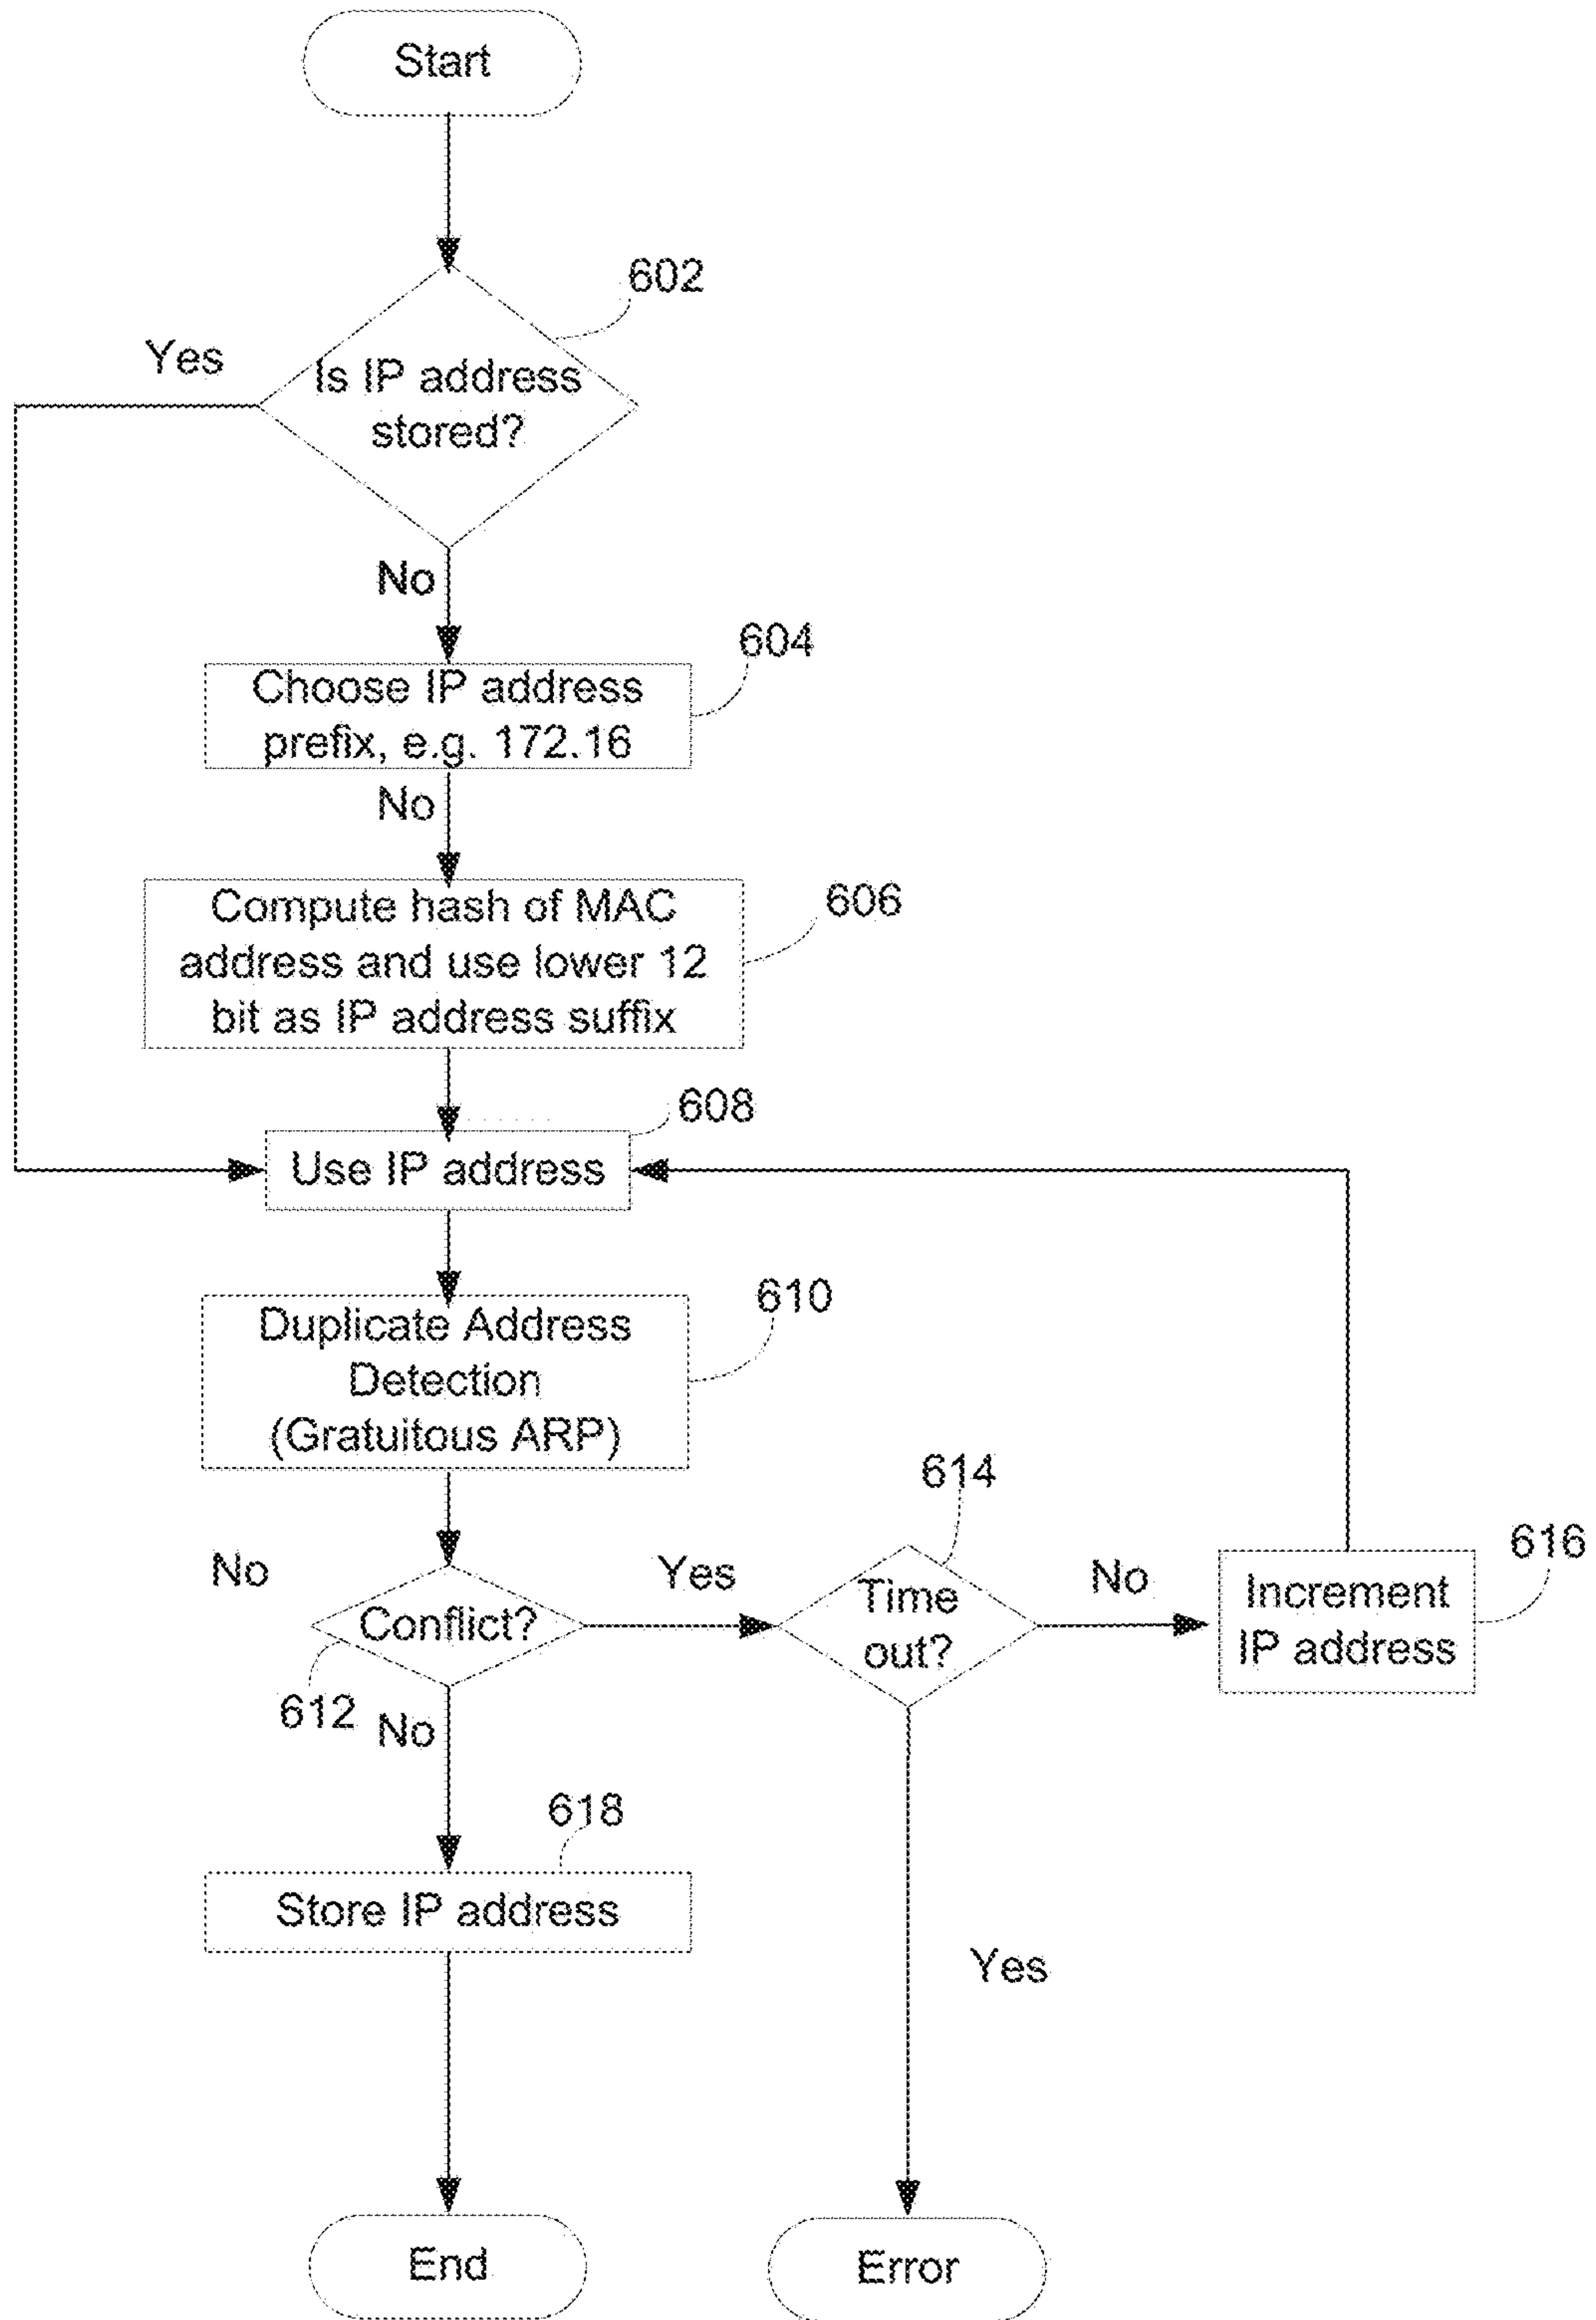 Start
602
Yes
Is IP address
stored?
No
604
Choose IP address
prefix, e.g. 172.16
No
606
Compute hash of MAC
address and use lower 12
bit as IP address suffix
608
Use IP address
610
Duplicate Address
Detection
(Gratuitous ARP)
614
No
Conflict?
Yes
Time
out?
No
616
Increment
IP address
612
No
618
Store IP address
Yes
End
Error